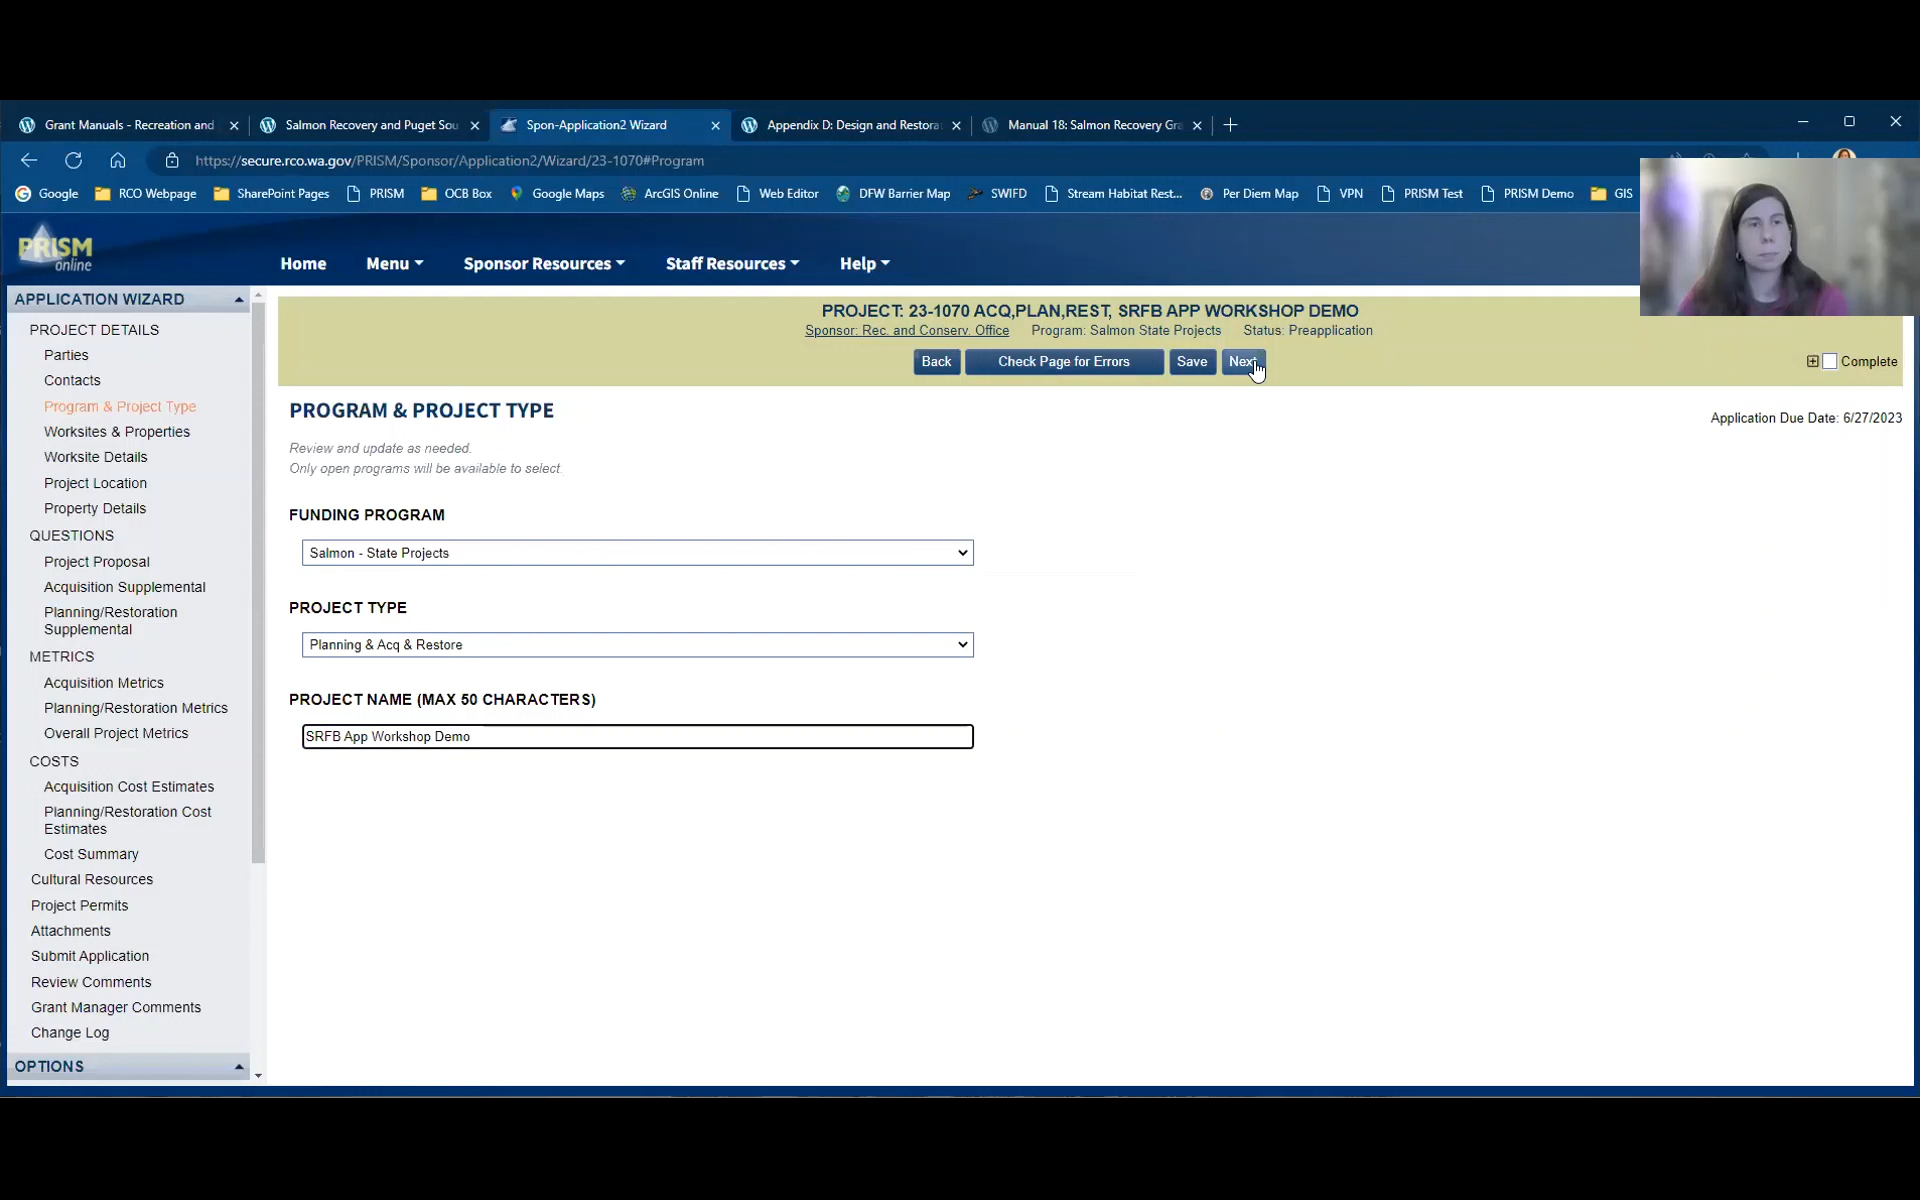 Grant Manuals - Recreation and
Salmon Recovery and Puget Sou
Spon-Application2 Wizard
Appendix D: Design and Restora
Manual 18: Salmon Recovery Gra
https://secure.rco.wa.gov/PRISM/Sponsor/Application2/Wizard/23-1070#Program
Google RCO Webpage SharePoint Pages PRISM OCB Box Google Maps ArcGIS Online Web Editor DFW Barrier Map SWIFD Stream Habitat Rest... Per Diem Map VPN PRISM Test PRISM Demo GIS
PRISM
online
Home Menu Sponsor Resources Staff Resources Help
APPLICATION WIZARD
PROJECT DETAILS
Parties
Contacts
Program & Project Type
Worksites & Properties
Worksite Details
Project Location
Property Details
QUESTIONS
Project Proposal
Acquisition Supplemental
Planning/Restoration
Supplemental
METRICS
Acquisition Metrics
Planning/Restoration Metrics
Overall Project Metrics
COSTS
Acquisition Cost Estimates
Planning/Restoration Cost
Estimates
Cost Summary
Cultural Resources
Project Permits
Attachments
Submit Application
Review Comments
Grant Manager Comments
Change Log
OPTIONS
PROJECT: 23-1070 ACQ,PLAN,REST, SRFB APP WORKSHOP DEMO
Sponsor: Rec. and Conserv. Office Program: Salmon State Projects Status: Preapplication
Back Check Page for Errors Save Next
Complete
PROGRAM & PROJECT TYPE
Application Due Date: 6/27/2023
Review and update as needed.
Only open programs will be available to select.
FUNDING PROGRAM
Salmon - State Projects
PROJECT TYPE
Planning & Acq & Restore
PROJECT NAME (MAX 50 CHARACTERS)
SRFB App Workshop Demo